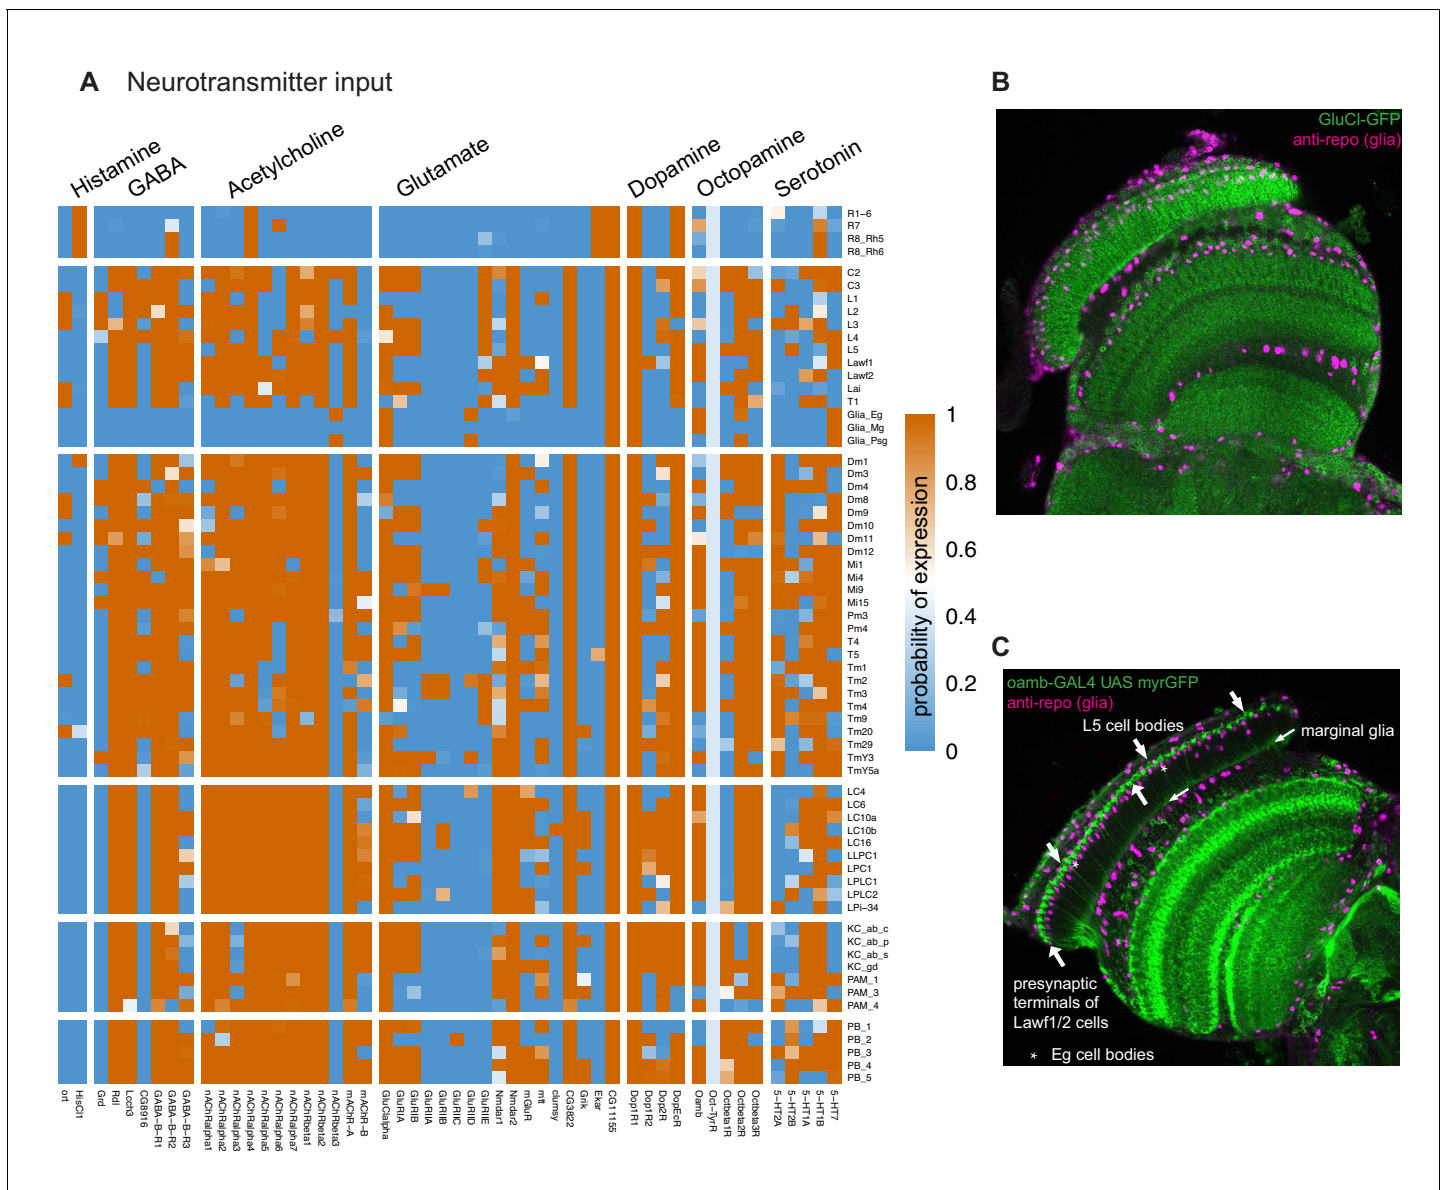 A Neurotransmitter input
Histamine
GABA
Acetylcholine
Glutamate
Dopamine
Octopamine
Serotonin
R1-6
R7
R8_Rh5
R8_Rh6
C2
C3
L1
L2
L3
L4
L5
Lawf1
Lawf2
Lai
T1
Glia_Eg
Glia_Mg
Glia_Psg
Dm1
Dm3
Dm4
Dm8
Dm9
Dm10
Dm11
Dm12
Mi1
Mi4
Mi9
Mi15
Pm3
Pm4
T4
T5
Tm1
Tm2
Tm3
Tm4
Tm9
Tm20
Tm29
TmY3
TmY5a
LC4
LC6
LC10a
LC10b
LC16
LLPC1
LPC1
LPLC1
LPLC2
LPi-34
KC_ab_c
KC_ab_p
KC_ab_s
KC_gd
PAM_1
PAM_3
PAM_4
PB_1
PB_2
PB_3
PB_4
PB_5
ort
HisCl1
Grd
Rdl
Lcch3
CG8916
GABA-B-R1
GABA-B-R2
GABA-B-R3
nAChRalpha1
nAChRalpha2
nAChRalpha3
nAChRalpha4
nAChRalpha5
nAChRalpha6
nAChRalpha7
nAChRbeta1
nAChRbeta2
nAChRbeta3
mAChR-A
mAChR-B
GluClalpha
GluRIA
GluRIB
GluRIIA
GluRIIB
GluRIIC
GluRIID
GluRIIE
Nmdar1
Nmdar2
mGluR
mtt
clumsy
CG3822
Grik
Ekar
CG11155
Dop1R1
Dop1R2
Dop2R
DopEcR
Oamb
Oct-TyrR
Octbeta1R
Octbeta2R
Octbeta3R
5-HT2A
5-HT2B
5-HT1A
5-HT1B
5-HT7
probability of expression
1
0.8
0.6
0.4
0.2
0
B
GluCl-GFP
anti-repo (glia)
C
oamb-GAL4 UAS myrGFP
anti-repo (glia)
L5 cell bodies
marginal glia
presynaptic
terminals of
Lawf1/2 cells
* Eg cell bodies